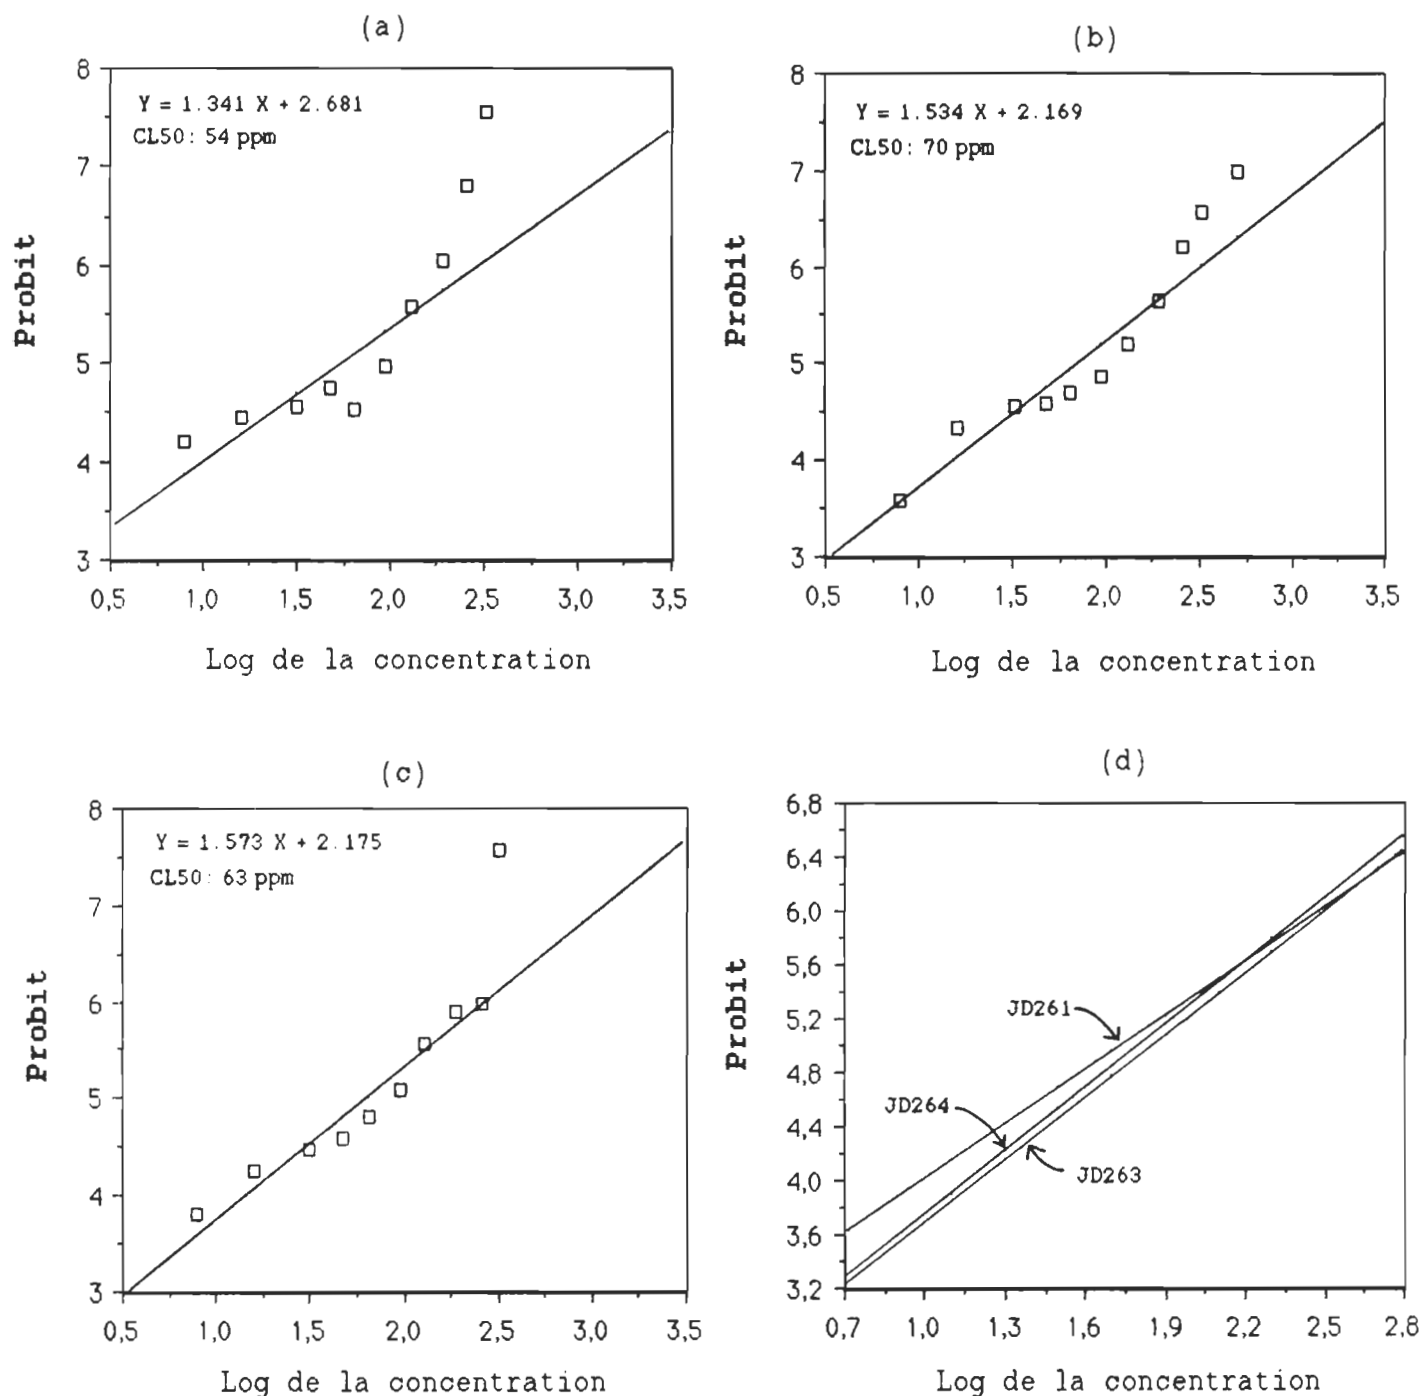 (a)
8
7
6
5
4
3
Y = 1.341 X + 2.681
CL50: 54 ppm
Probit
0,5 1,0 1,5 2,0 2,5 3,0 3,5
Log de la concentration
(b)
8
7
6
5
4
3
Y = 1.534 X + 2.169
CL50: 70 ppm
Probit
0,5 1,0 1,5 2,0 2,5 3,0 3,5
Log de la concentration
(c)
8
7
6
5
4
3
Y = 1.573 X + 2.175
CL50: 63 ppm
Probit
0,5 1,0 1,5 2,0 2,5 3,0 3,5
Log de la concentration
(d)
6,8
6,4
6,0
5,6
5,2
4,8
4,4
4,0
3,6
3,2
Probit
JD261
JD264
JD263
0,7 1,0 1,3 1,6 1,9 2,2 2,5 2,8
Log de la concentration